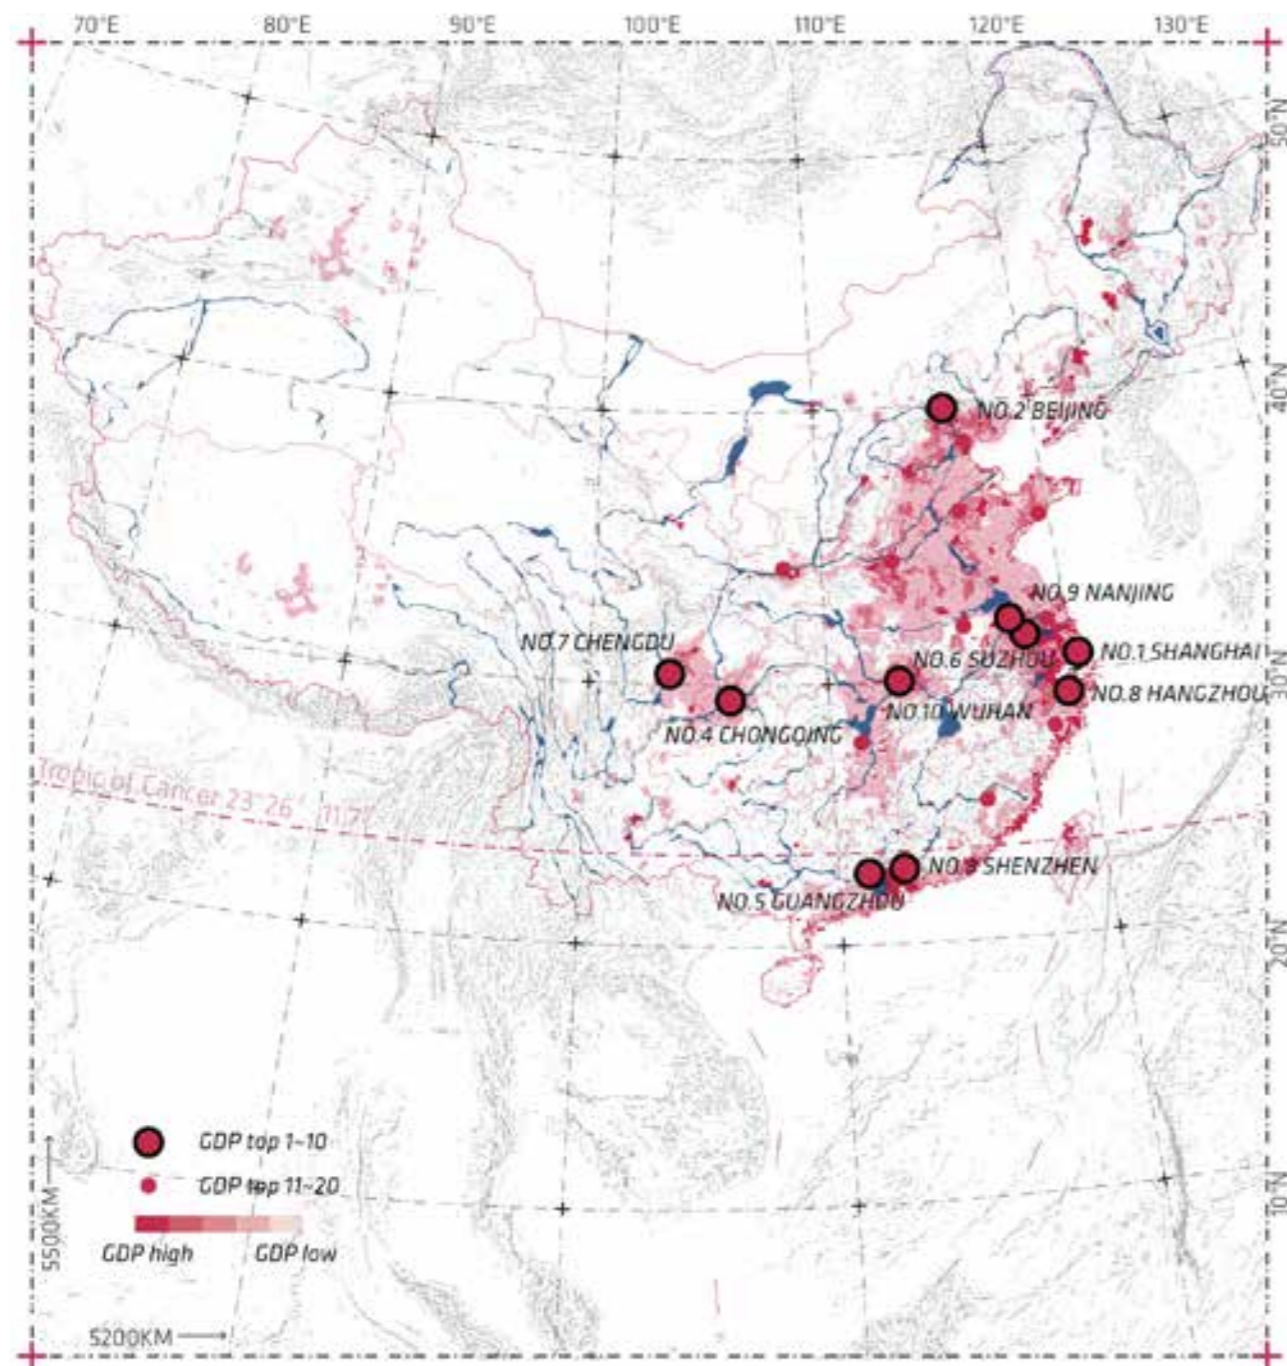 70°E 80°E 90°E 100°E 110°E 120°E 130°E
50°N
40°N
NO.2 BEIJING
NO.9 NANJING
NO.7 CHENGDU
NO.6 SUZHOU
NO.1 SHANGHAI
30°N
NO.8 HANGZHOU
NO.10 WUHAN
NO.4 CHONGQING
Tropic of Cancer 23°26′ 11.7″
NO.3 SHENZHEN
NO.5 GUANGZHOU
20°N
GDP top 1~10
GDP top 11~20
10°N
GDP high GDP low
5500KM
5200KM